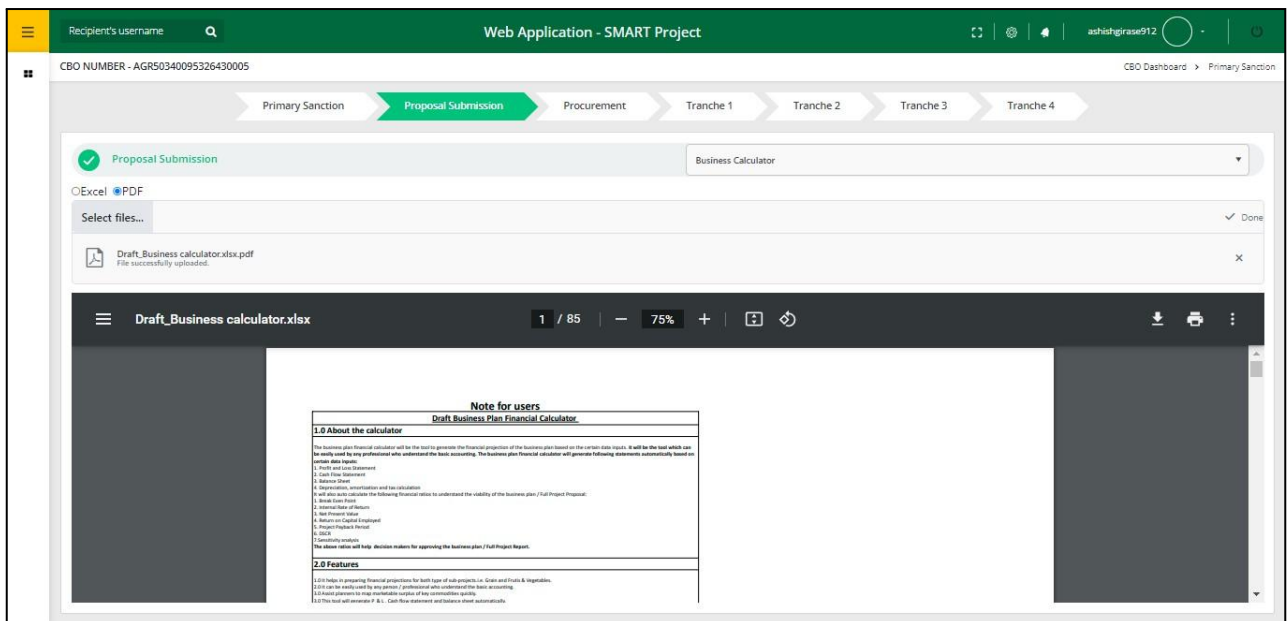 Recipient's username
Web Application - SMART Project
ashishgirase912
CBO NUMBER - AGR50340095326430005
CBO Dashboard > Primary Sanction
Primary Sanction
Proposal Submission
Procurement
Tranche 1
Tranche 2
Tranche 3
Tranche 4
Proposal Submission
Business Calculator
Excel PDF
Select files...
Done
Draft_Business calculator.xlsx.pdf
File successfully uploaded.
Draft_Business calculator.xlsx
1 / 85
75%
Note for users
Draft Business Plan Financial Calculator
1.0 About the calculator
The business plan financial calculator will be the tool to generate the financial projection of the business plan based on the certain date inputs. It will be the tool which can
be easily used by any professional who understand the basic accounting. The business plan financial calculator will generate following statements automatically based on
certain data inputs:
1. Profit and Loss Statement
2. Cash Flow Statement
3. Balance Sheet
4. Depreciation, amortization and tax calculation
It will also auto calculate the following financial ratios to understand the viability of the business plan / Full Project Proposal:
1. Break Even Point
2. Internal Rate of Return
3. Net Present Value
4. Return on Capital Employed
5. Project Payback Period
6. DSCR
7.Sensitivity analysis
The above ratios will help decision makers for approving the business plan / Full Project Report.
2.0 Features
1.0 It helps in preparing financial projections for both type of sub-projects i.e. Grain and Fruits & Vegetables.
2.0 It can be easily used by any person / professional who understand the basic accounting.
3.0 Assist planners to map marketable surplus of key commodities quickly.
3.0 This tool will generate P & L , Cash flow statement and balance sheet automatically.